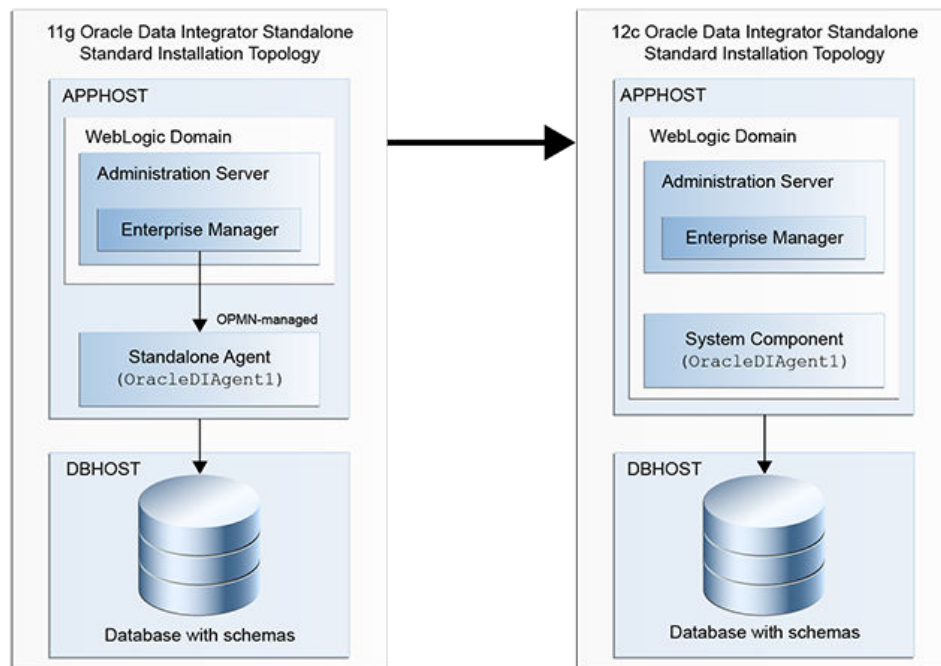 11g Oracle Data Integrator Standalone
Standard Installation Topology
APPHOST
WebLogic Domain
Administration Server
Enterprise Manager
OPMN-managed
Standalone Agent
(OracleDIAgent1)
DBHOST
Database with schemas
12c Oracle Data Integrator Standalone
Standard Installation Topology
APPHOST
WebLogic Domain
Administration Server
Enterprise Manager
System Component
(OracleDIAgent1)
DBHOST
Database with schemas